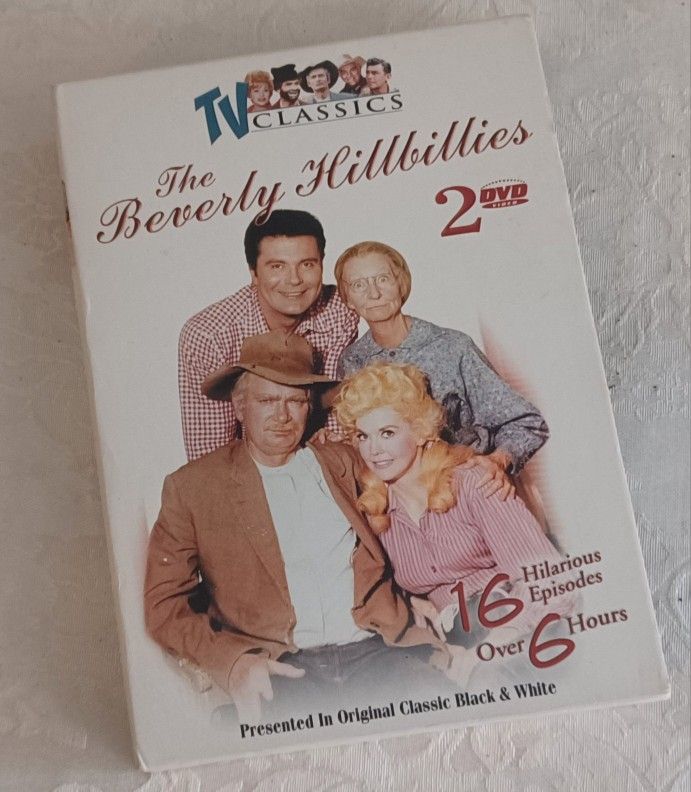 TV CLASSICS
The
Beverly Hillbillies
2 DVD
VIDEO
16 Hilarious
Episodes
Over 6 Hours
Presented In Original Classic Black & White